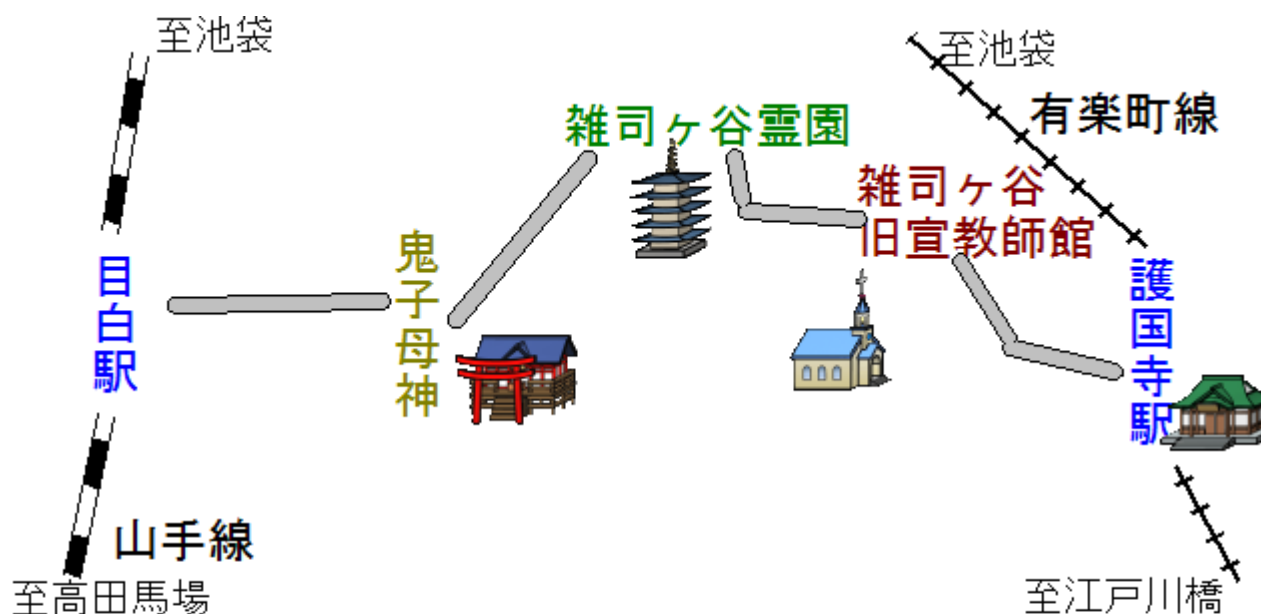 至池袋
至池袋
有楽町線
雑司ヶ谷霊園
雑司ヶ谷
旧宣教師館
鬼子母神
目白駅
護国寺駅
山手線
至高田馬場
至江戸川橋